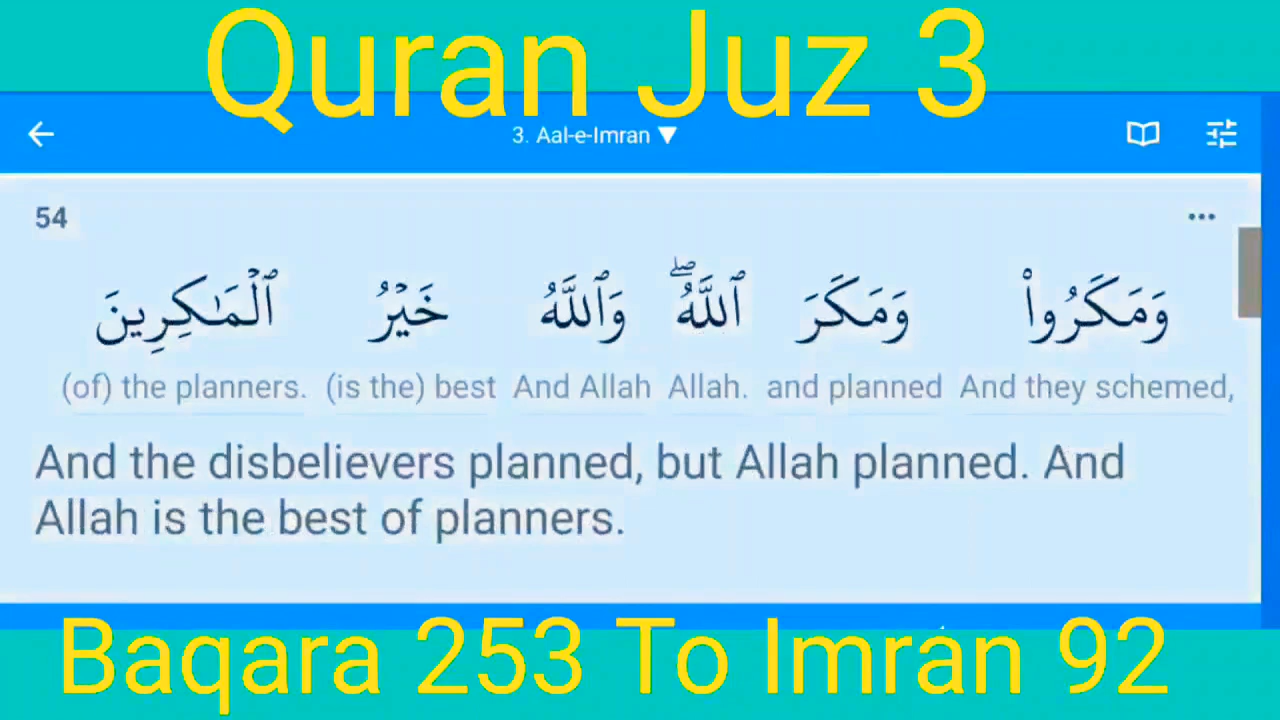 Quran Juz 3
3. Aal-e-Imran ▼
54
وَمَكَرُوا۟ وَمَكَرَ ٱللَّهُ ۖ وَٱللَّهُ خَيْرُ ٱلْمَـٰكِرِينَ
(of) the planners. (is the) best And Allah Allah. and planned And they schemed,
And the disbelievers planned, but Allah planned. And
Allah is the best of planners.
Baqara 253 To Imran 92